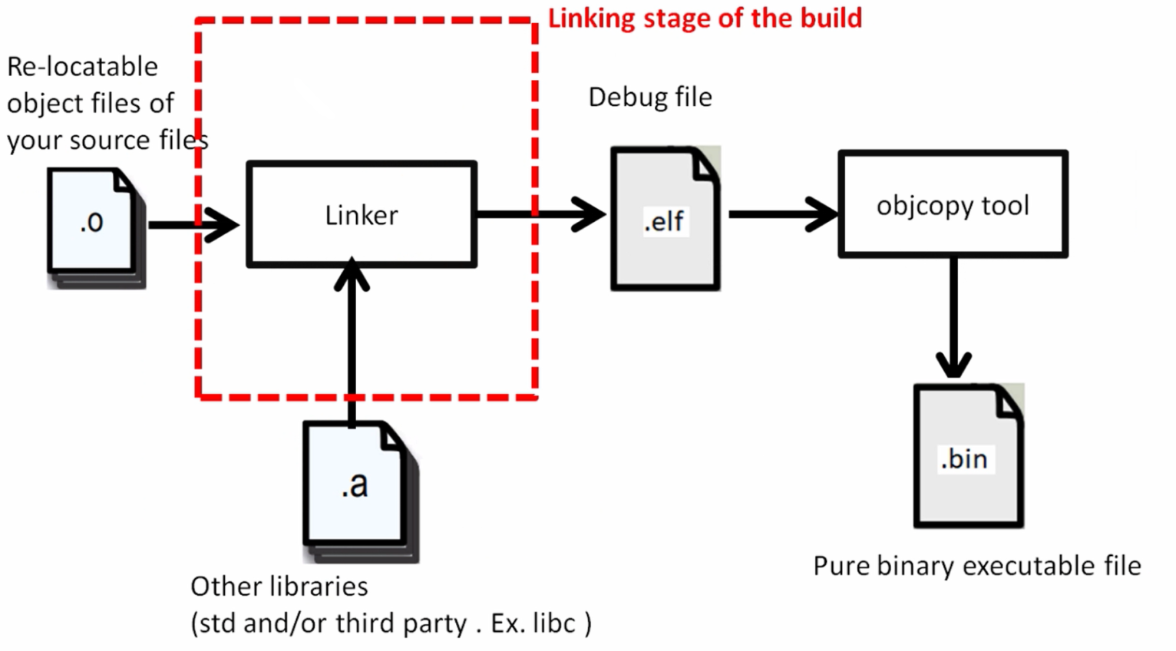 Linking stage of the build
Re-locatable
object files of
your source files
Debug file
.o
Linker
.elf
objcopy tool
.a
.bin
Other libraries
(std and/or third party . Ex. libc )
Pure binary executable file